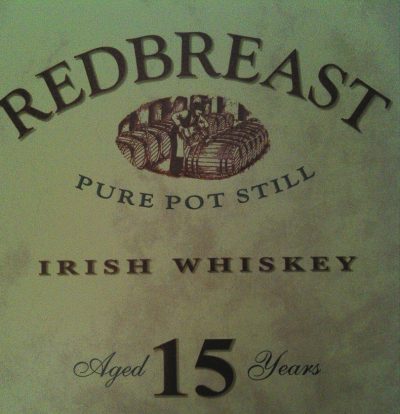 REDBREAST
PURE POT STILL
IRISH WHISKEY
Aged 15 Years